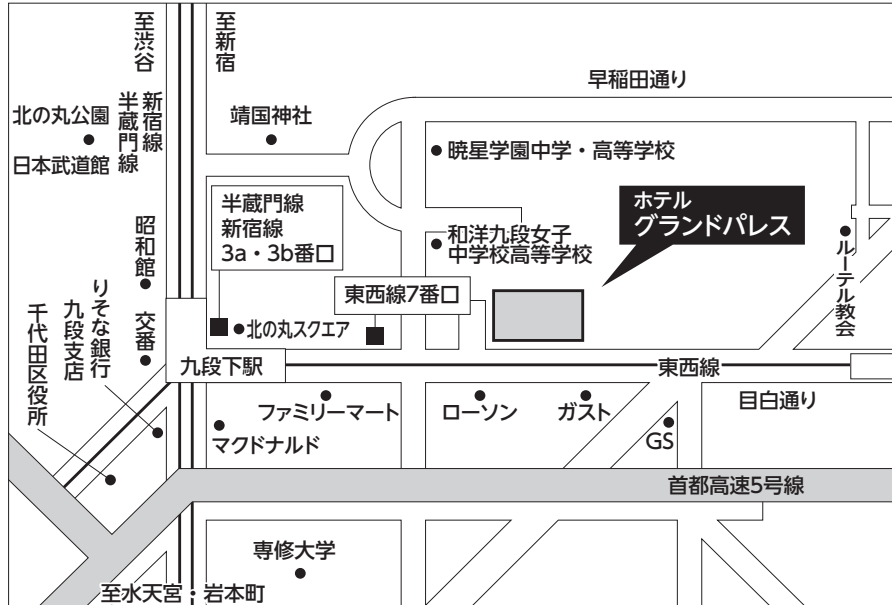 至渋谷
至新宿
早稲田通り
北の丸公園
日本武道館
新宿線
半蔵門線
靖国神社
暁星学園中学・高等学校
ホテル
グランドパレス
半蔵門線
新宿線
3a・3b番口
和洋九段女子
中学校高等学校
ルーテル教会
昭和館
東西線7番口
北の丸スクエア
交番
りそな銀行
九段支店
千代田区役所
九段下駅
東西線
目白通り
ファミリーマート
ローソン
ガスト
GS
マクドナルド
首都高速5号線
専修大学
至水天宮・岩本町